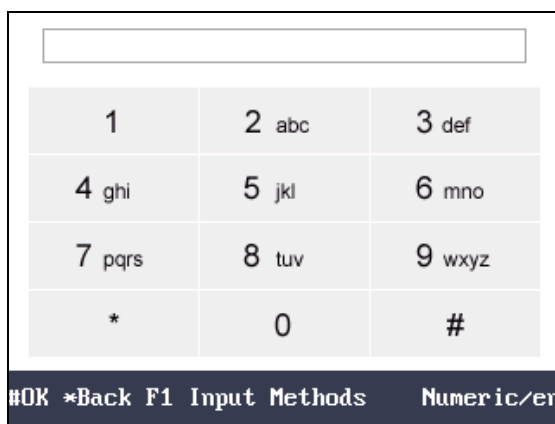 1 2 abc 3 def
4 ghi 5 jkl 6 mno
7 pqrs 8 tuv 9 wxyz
* 0 #
#OK *Back F1 Input Methods Numeric/en